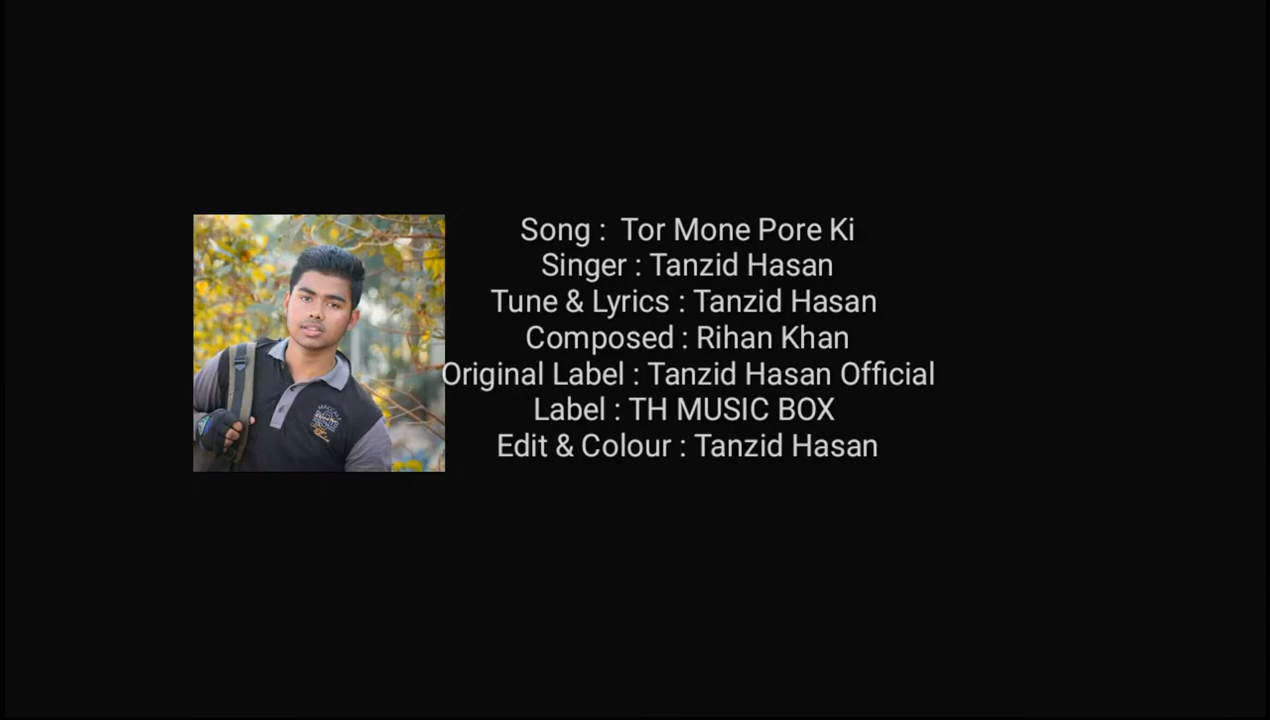 Song : Tor Mone Pore Ki
Singer : Tanzid Hasan
Tune & Lyrics : Tanzid Hasan
Composed : Rihan Khan
Original Label : Tanzid Hasan Official
Label : TH MUSIC BOX
Edit & Colour : Tanzid Hasan